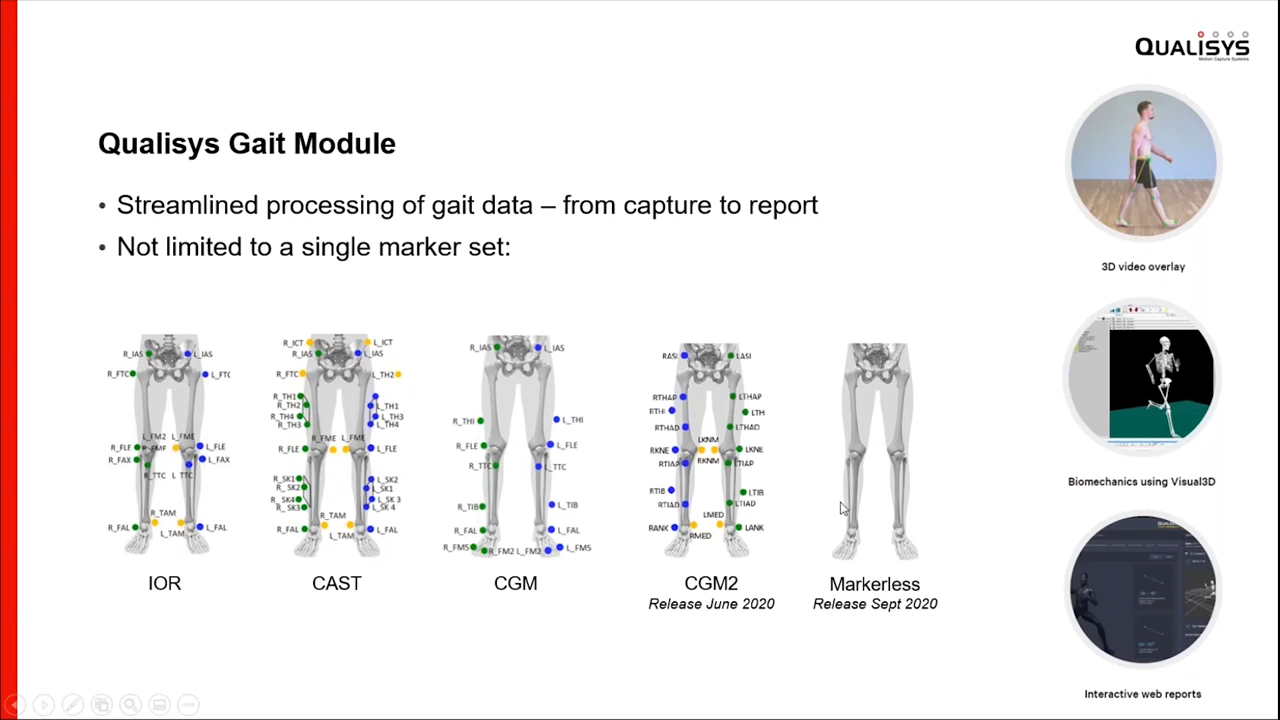 QUALISYS
Motion Capture Systems
Qualisys Gait Module
• Streamlined processing of gait data – from capture to report
• Not limited to a single marker set:
3D video overlay
Biomechanics using Visual3D
Interactive web reports
R_IAS L_IAS
R_FTC L_FTC
L_FM2 L_FME
R_FLE L_FLE
R_FAX L_FAX
R_TTC L_TTC
R_TAM
R_FAL L_FAL
L_TAM
IOR
R_ICT L_ICT
R_IAS L_IAS
R_FTC L_TH2
R_TH1
R_TH2 L_TH1
R_TH4 L_TH3
R_TH3 L_TH4
R_FME L_FME
R_FLE L_FLE
R_SK1 L_SK2
R_SK2 L_SK1
R_SK4 L_SK 3
R_SK3 L_SK 4
R_TAM
R_FAL L_FAL
L_TAM
CAST
R_IAS L_IAS
R_THI L_THI
R_FLE L_FLE
R_TTC L_TTC
R_TIB L_TIB
R_FAL L_FAL
R_FMS R_FM2 L_FM2 L_FMS
CGM
RASI LASI
RTHAP LTHAP
RTHI LTH
RTHAD LTHAD
LKNM
RKNE LKNE
RKNM
RTIAP LTIAP
RTIB LTIB
RTIAD LTIAD
LMED
RANK LANK
RMED
CGM2
Release June 2020
Markerless
Release Sept 2020